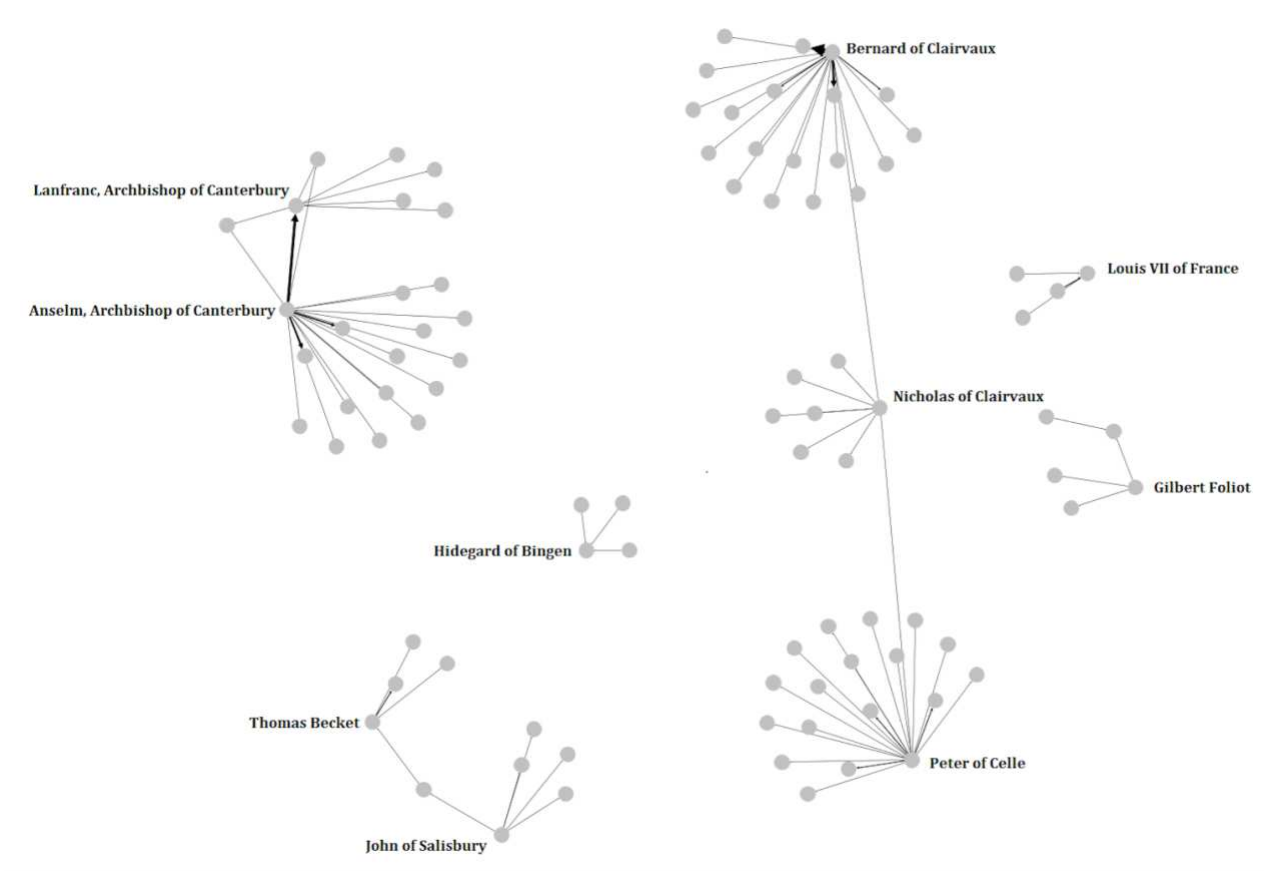 Bernard of Clairvaux
Lanfranc, Archbishop of Canterbury
Louis VII of France
Anselm, Archbishop of Canterbury
Nicholas of Clairvaux
Gilbert Foliot
Hidegard of Bingen
Thomas Becket
Peter of Celle
John of Salisbury